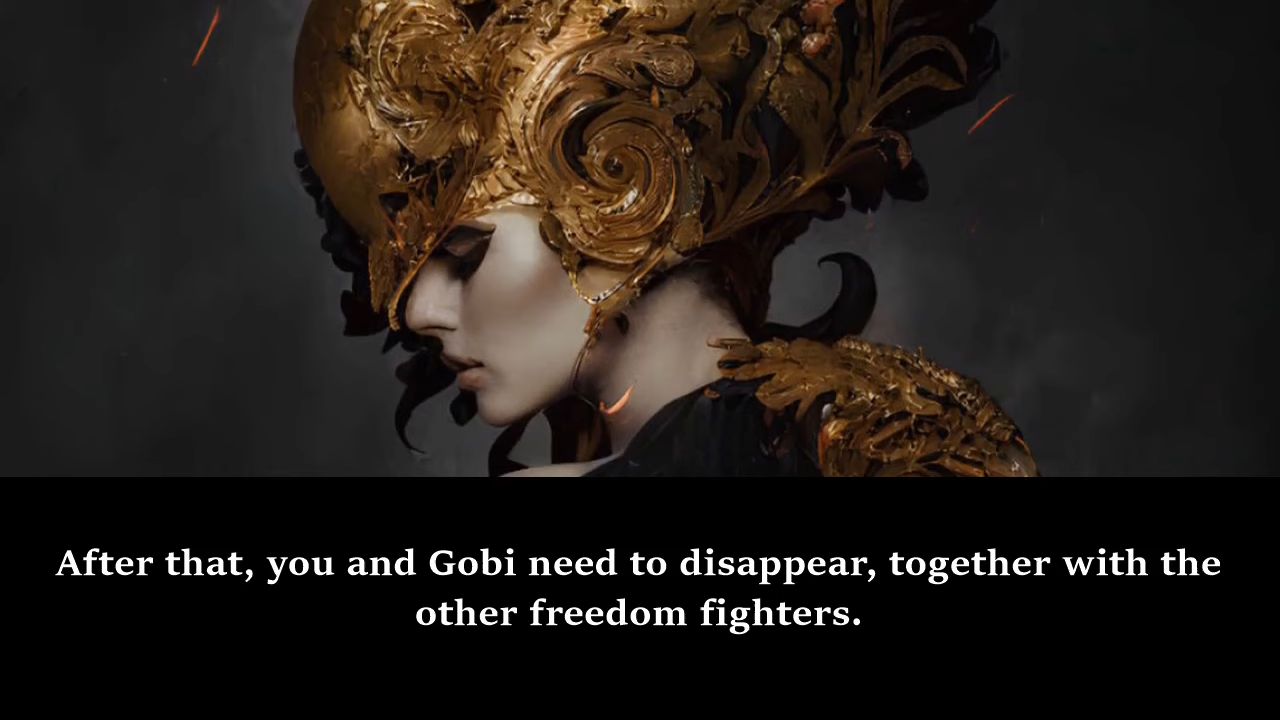 After that, you and Gobi need to disappear, together with the
other freedom fighters.